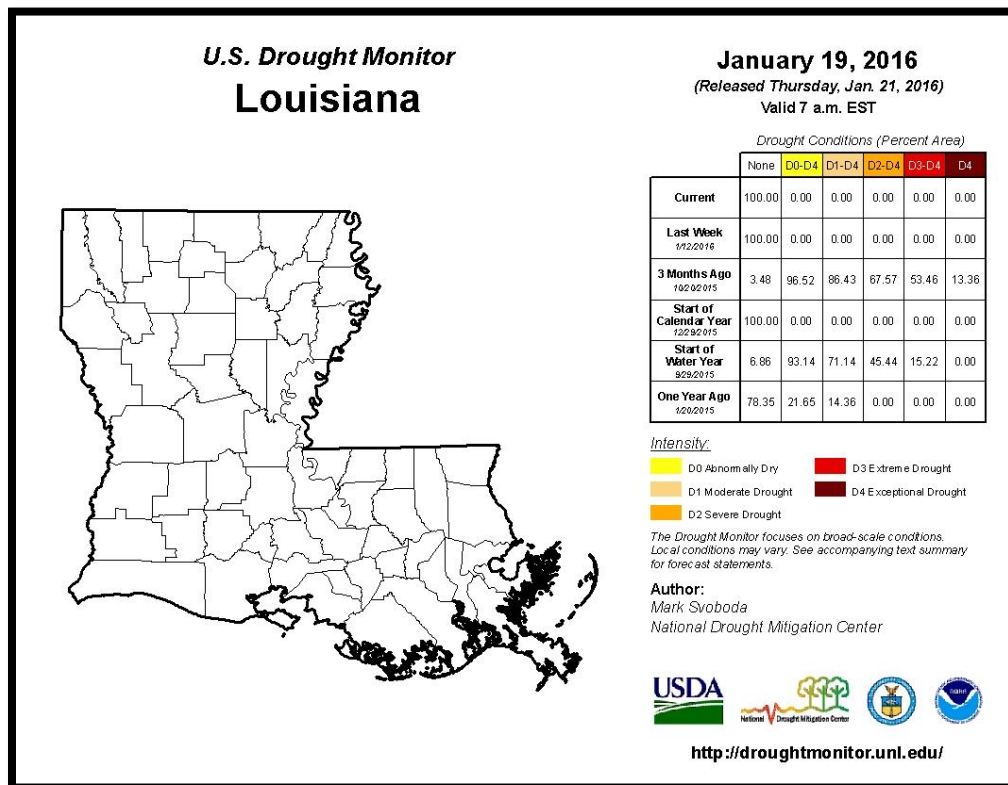 U.S. Drought Monitor
Louisiana
January 19, 2016
(Released Thursday, Jan. 21, 2016)
Valid 7 a.m. EST
Drought Conditions (Percent Area)
None D0-D4 D1-D4 D2-D4 D3-D4 D4
Current 100.00 0.00 0.00 0.00 0.00 0.00
Last Week
1/12/2016 100.00 0.00 0.00 0.00 0.00 0.00
3 Months Ago
10/20/2015 3.48 96.52 86.43 67.57 53.46 13.36
Start of
Calendar Year
12/29/2015 100.00 0.00 0.00 0.00 0.00 0.00
Start of
Water Year
9/29/2015 6.86 93.14 71.14 45.44 15.22 0.00
One Year Ago
1/20/2015 78.35 21.65 14.36 0.00 0.00 0.00
Intensity:
D0 Abnormally Dry
D1 Moderate Drought
D2 Severe Drought
D3 Extreme Drought
D4 Exceptional Drought
The Drought Monitor focuses on broad-scale conditions.
Local conditions may vary. See accompanying text summary
for forecast statements.
Author:
Mark Svoboda
National Drought Mitigation Center
USDA
National Drought Mitigation Center
noaa
http://droughtmonitor.unl.edu/